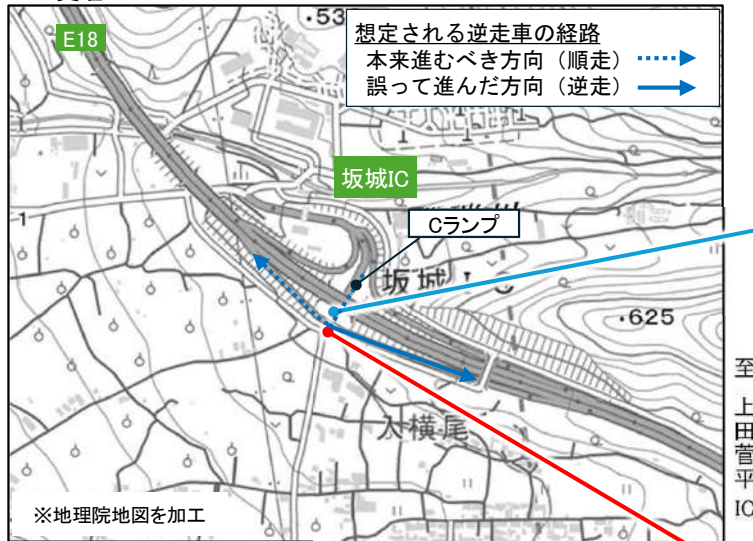 E18
・53
想定される逆走車の経路
本来進むべき方向（順走）
誤って進んだ方向（逆走）
坂城IC
Cランプ
坂城IC
1
・625
至
上
田
菅
平
IC
入横尾
※地理院地図を加工